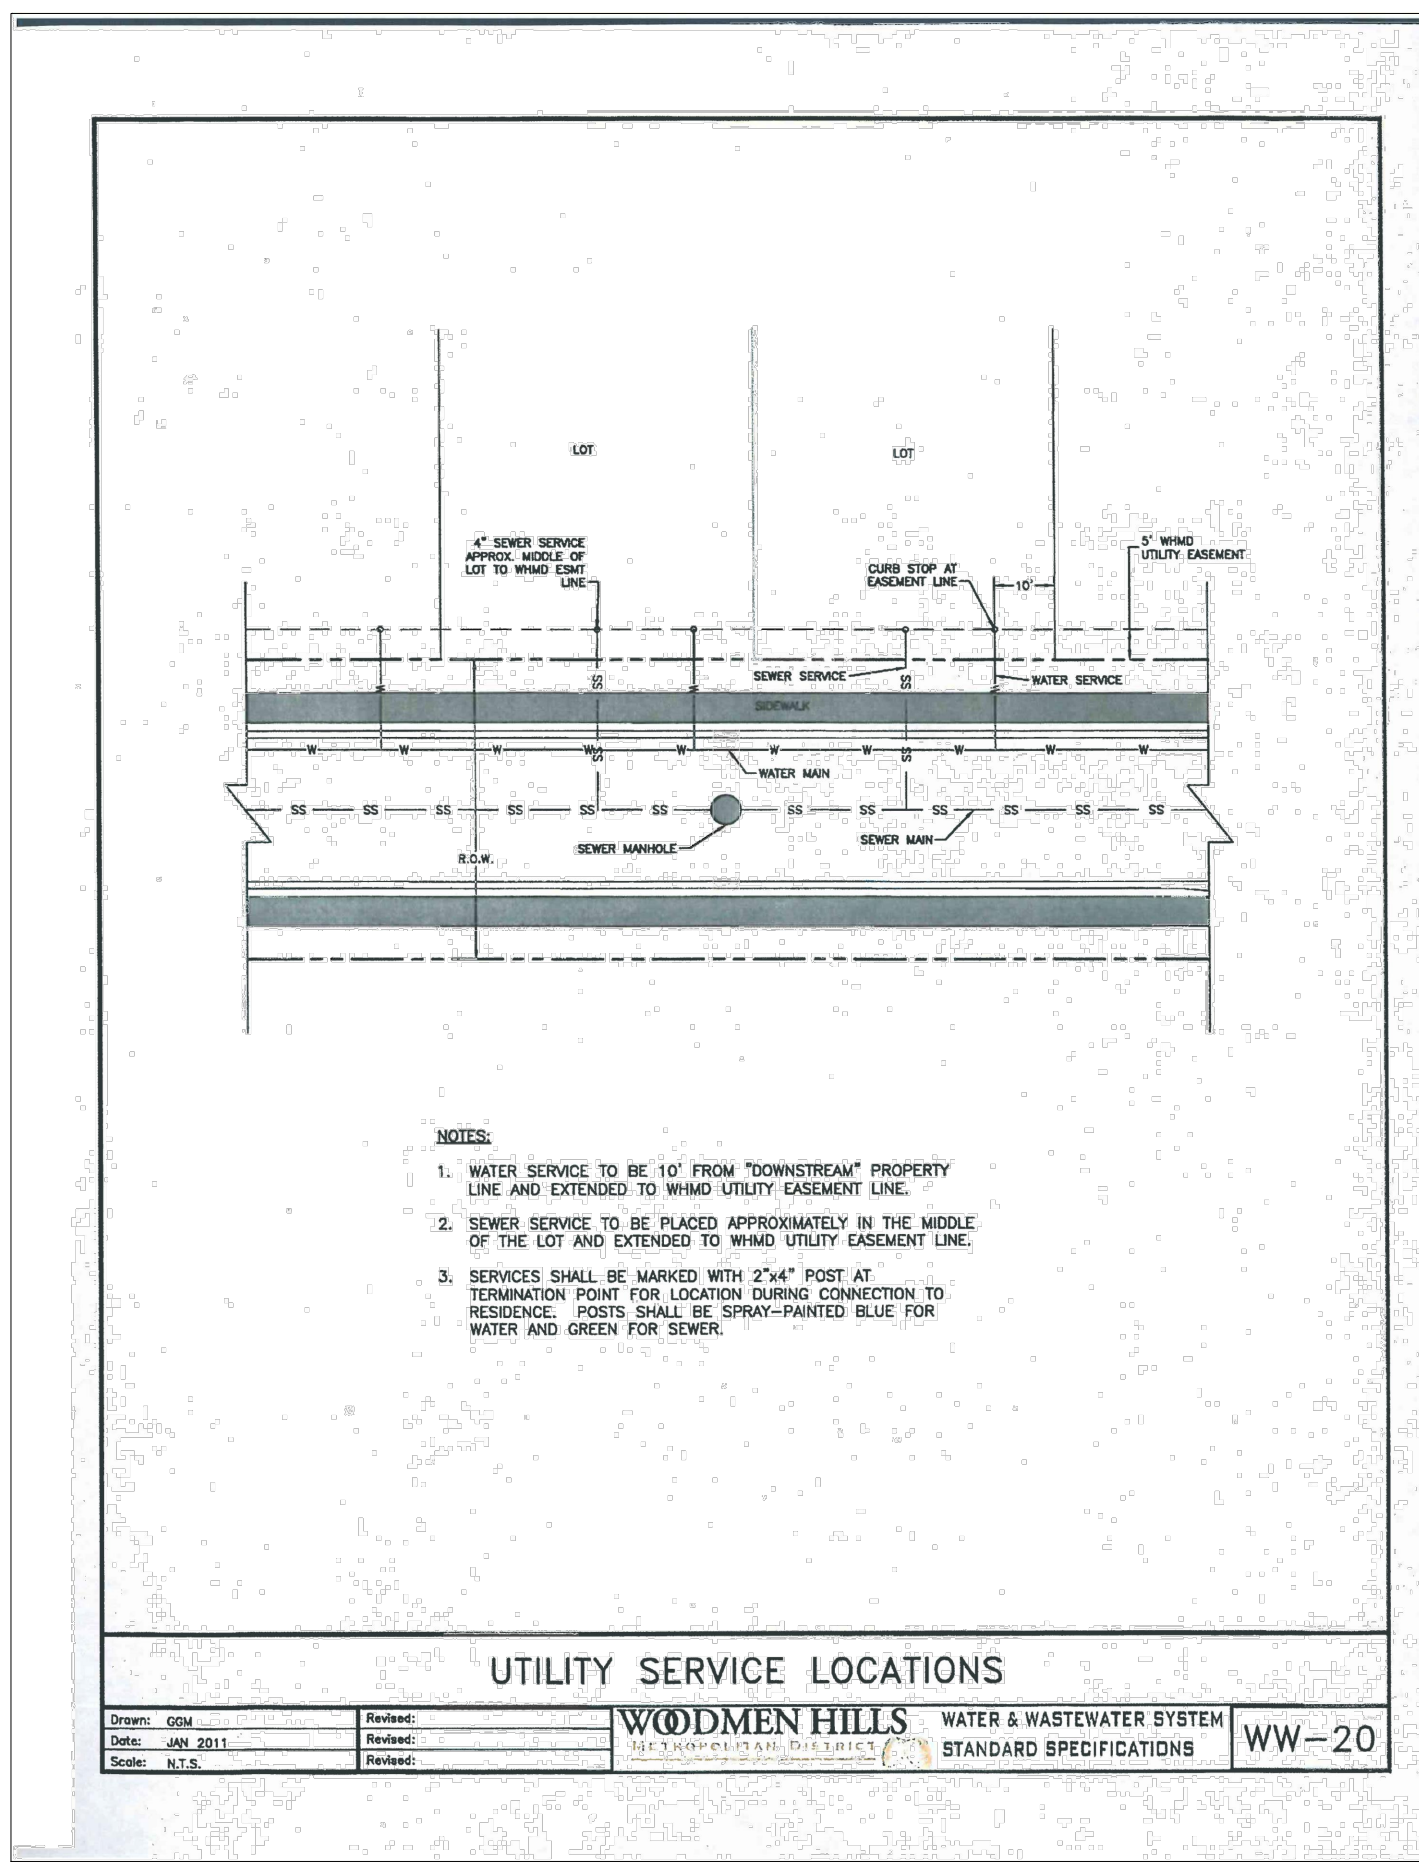 LOT
LOT
4" SEWER SERVICE
APPROX. MIDDLE OF
LOT TO WHMD ESMT
LINE
CURB STOP AT
EASEMENT LINE
10'
5' WHMD
UTILITY EASEMENT
SEWER SERVICE
WATER SERVICE
W
SS
W
SS
W
SIDEWALK
W W W W W W W W W W
SS SS
WATER MAIN
SS SS SS SS SS SS SS SS SS SS SS SS
SEWER MANHOLE
SEWER MAIN
R.O.W.
NOTES:
1. WATER SERVICE TO BE 10' FROM "DOWNSTREAM" PROPERTY
LINE AND EXTENDED TO WHMD UTILITY EASEMENT LINE.
2. SEWER SERVICE TO BE PLACED APPROXIMATELY IN THE MIDDLE
OF THE LOT AND EXTENDED TO WHMD UTILITY EASEMENT LINE.
3. SERVICES SHALL BE MARKED WITH 2"x4" POST AT
TERMINATION POINT FOR LOCATION DURING CONNECTION TO
RESIDENCE. POSTS SHALL BE SPRAY-PAINTED BLUE FOR
WATER AND GREEN FOR SEWER.
UTILITY SERVICE LOCATIONS
Drawn: GGM
Date: JAN 2011
Scale: N.T.S.
Revised:
Revised:
Revised:
WOODMEN HILLS
METROPOLITAN DISTRICT
WATER & WASTEWATER SYSTEM
STANDARD SPECIFICATIONS
WW-20